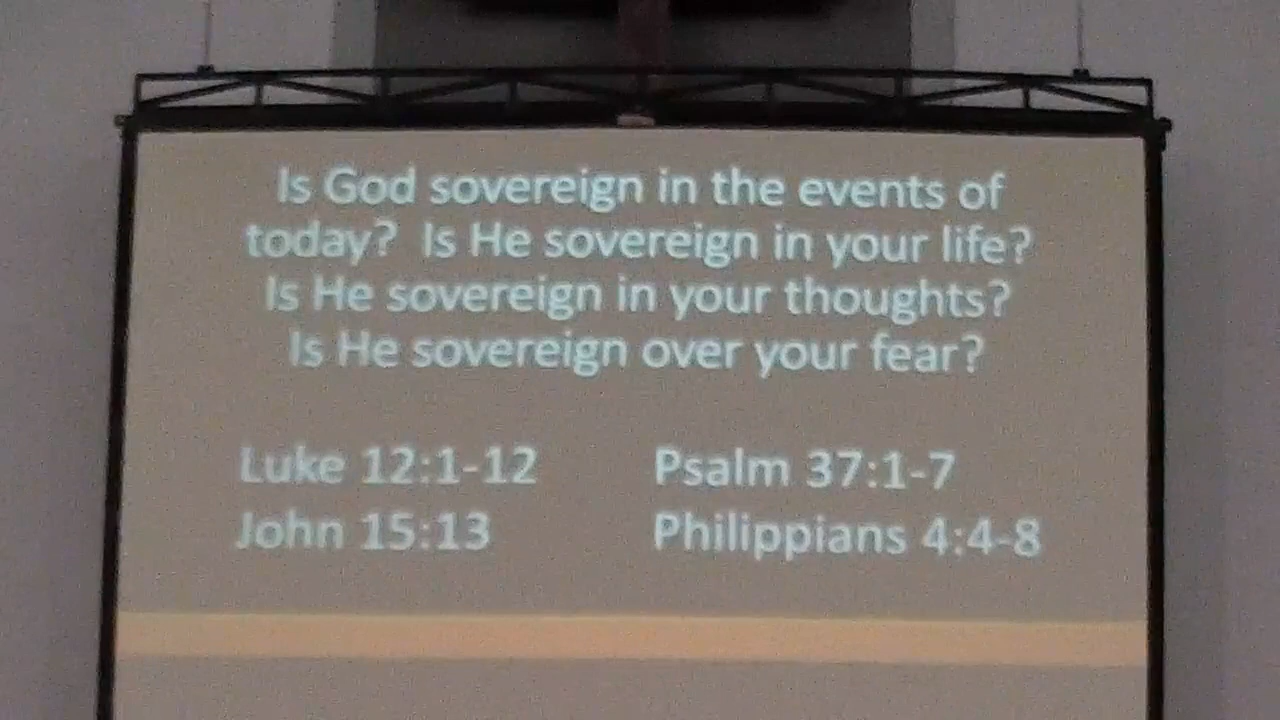 Is God sovereign in the events of
today? Is He sovereign in your life?
Is He sovereign in your thoughts?
Is He sovereign over your fear?
Luke 12:1-12 Psalm 37:1-7
John 15:13 Philippians 4:4-8